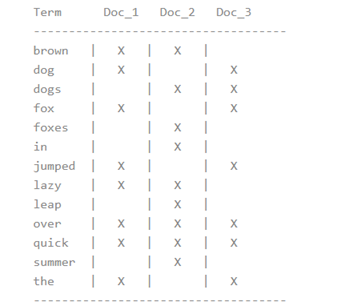 Term      Doc_1   Doc_2   Doc_3
------------------------------------
brown   |   X   |   X   |
dog     |   X   |       |   X
dogs    |       |   X   |   X
fox     |   X   |       |   X
foxes   |       |   X   |
in      |       |   X   |
jumped  |   X   |       |   X
lazy    |   X   |   X   |
leap    |       |   X   |
over    |   X   |   X   |   X
quick   |   X   |   X   |   X
summer  |       |   X   |
the     |   X   |       |   X
------------------------------------